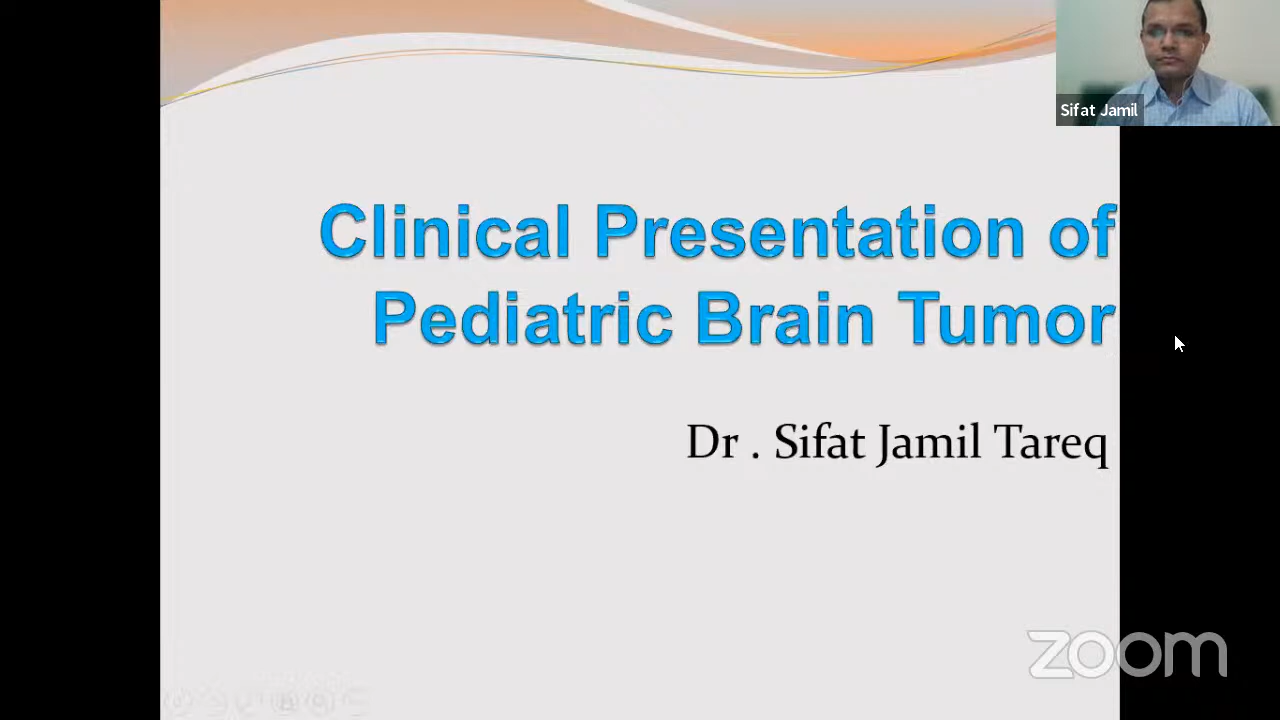 Sifat Jamil
Clinical Presentation of
Pediatric Brain Tumor
Dr . Sifat Jamil Tareq
zoom